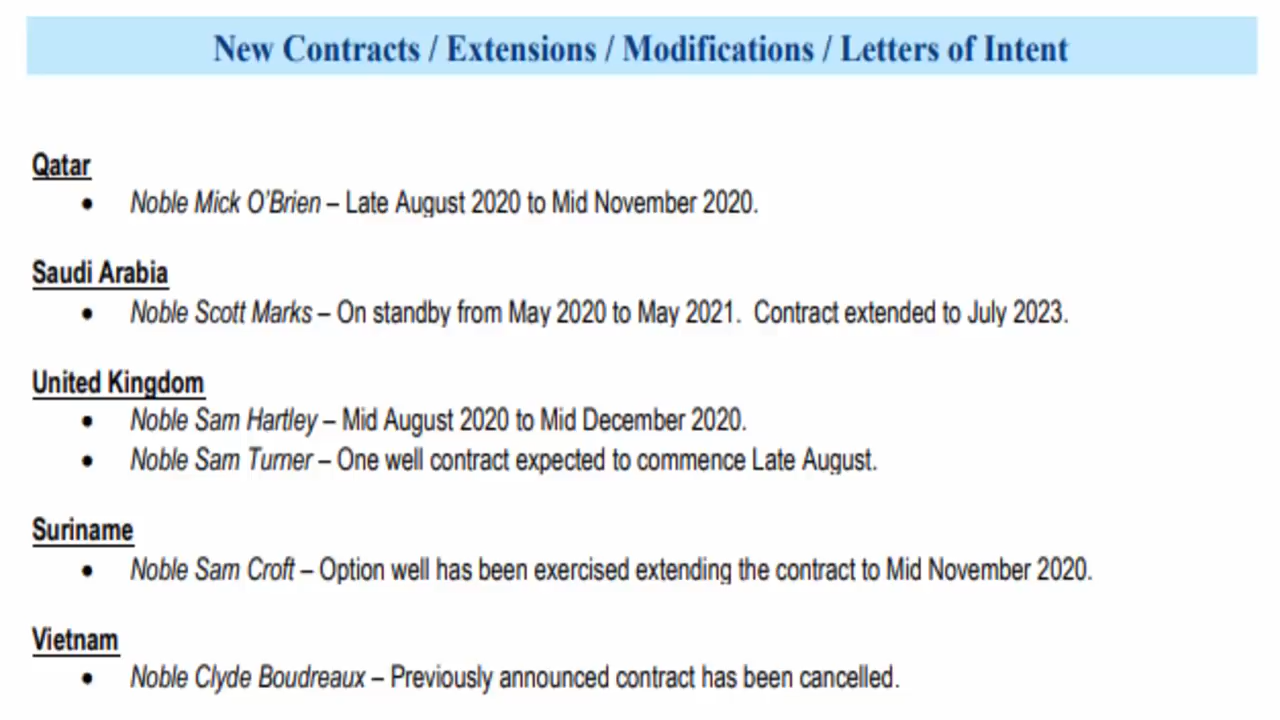 New Contracts / Extensions / Modifications / Letters of Intent
Qatar
• Noble Mick O'Brien – Late August 2020 to Mid November 2020.
Saudi Arabia
• Noble Scott Marks – On standby from May 2020 to May 2021.  Contract extended to July 2023.
United Kingdom
• Noble Sam Hartley – Mid August 2020 to Mid December 2020.
• Noble Sam Turner – One well contract expected to commence Late August.
Suriname
• Noble Sam Croft – Option well has been exercised extending the contract to Mid November 2020.
Vietnam
• Noble Clyde Boudreaux – Previously announced contract has been cancelled.